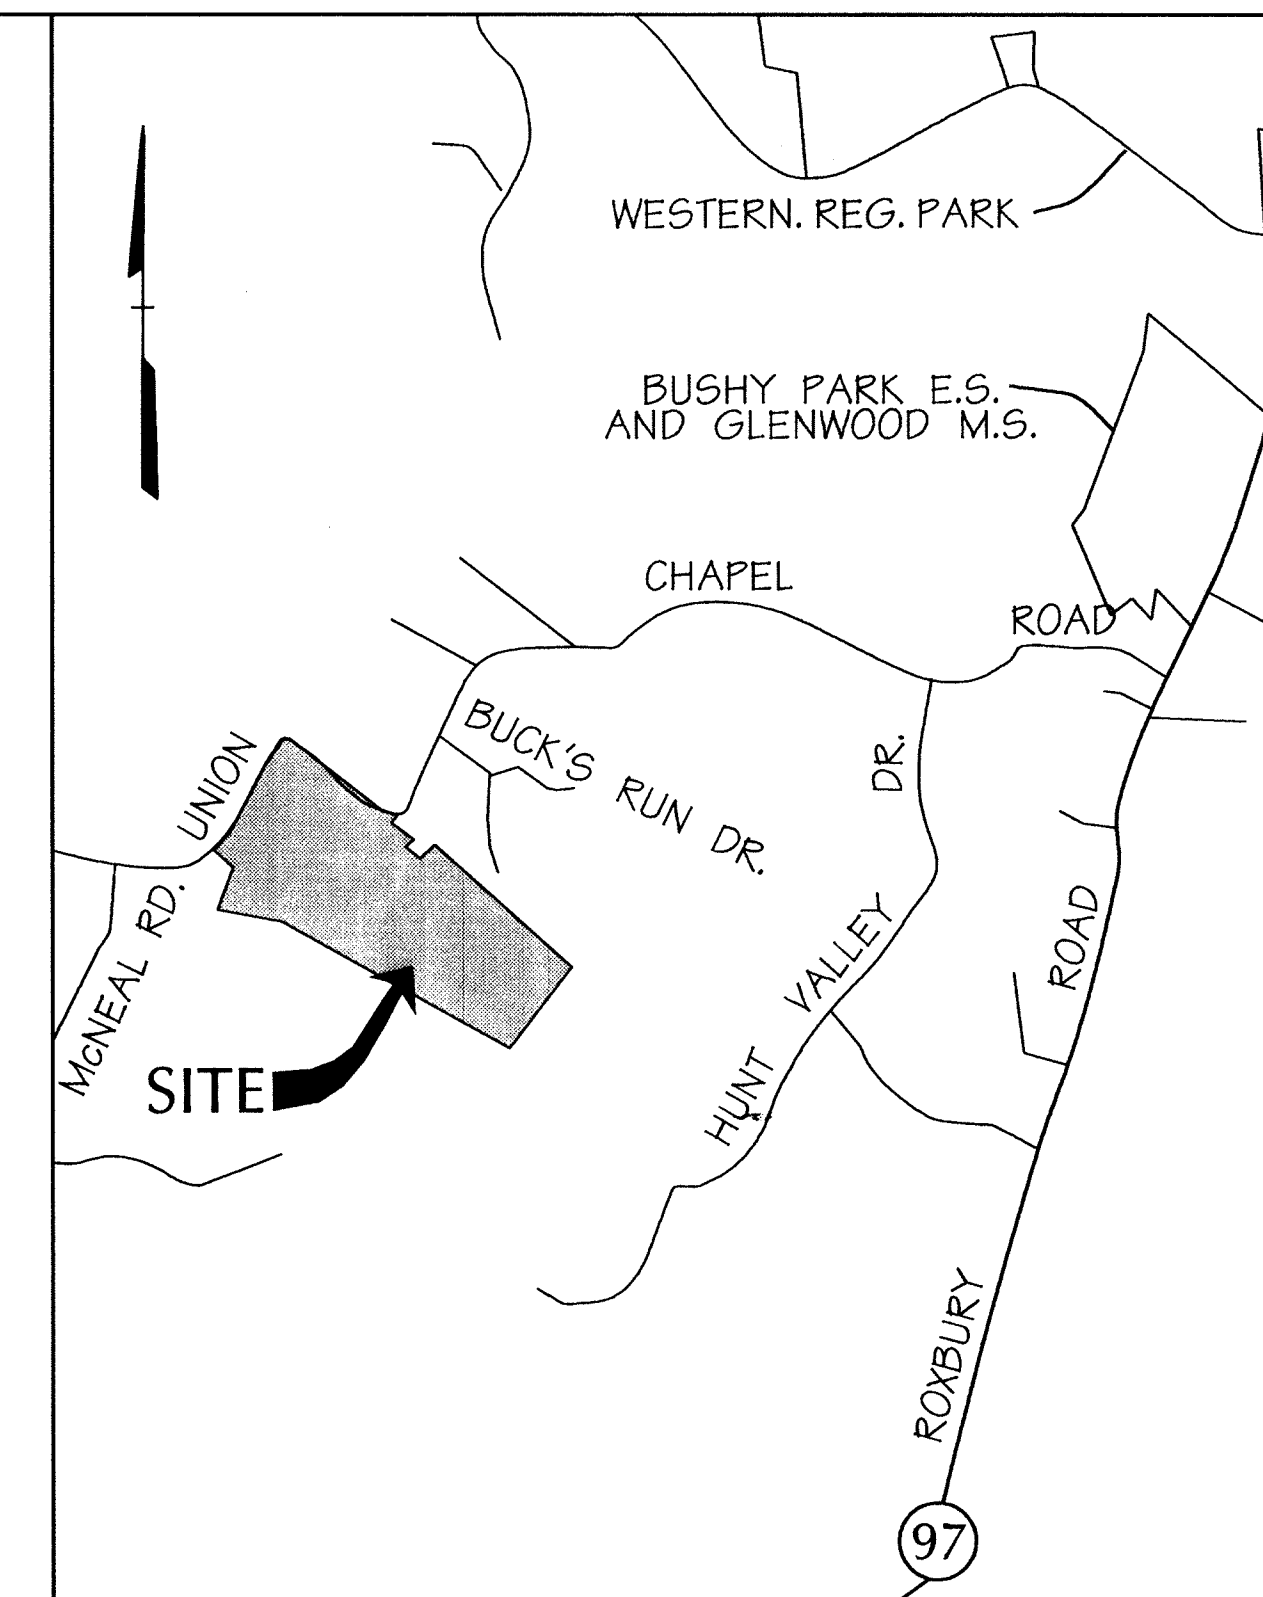 WESTERN. REG. PARK
BUSHY PARK E.S.
AND GLENWOOD M.S.
CHAPEL
ROAD
BUCK'S RUN DR.
UNION
DR.
McNEAL RD.
VALLEY
ROAD
HUNT
SITE
ROXBURY
97